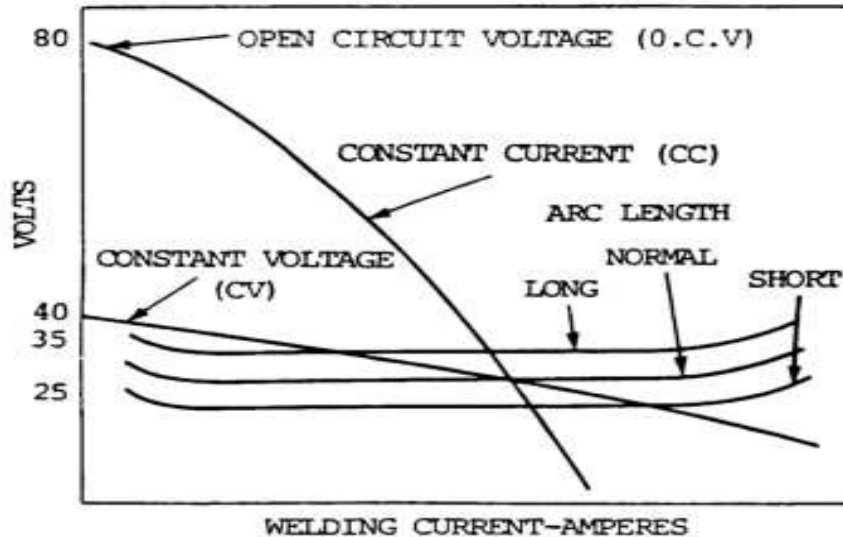 80
OPEN CIRCUIT VOLTAGE (O.C.V)
CONSTANT CURRENT (CC)
ARC LENGTH
VOLTS
CONSTANT VOLTAGE
(CV)
NORMAL
LONG
SHORT
40
35
25
WELDING CURRENT-AMPERES